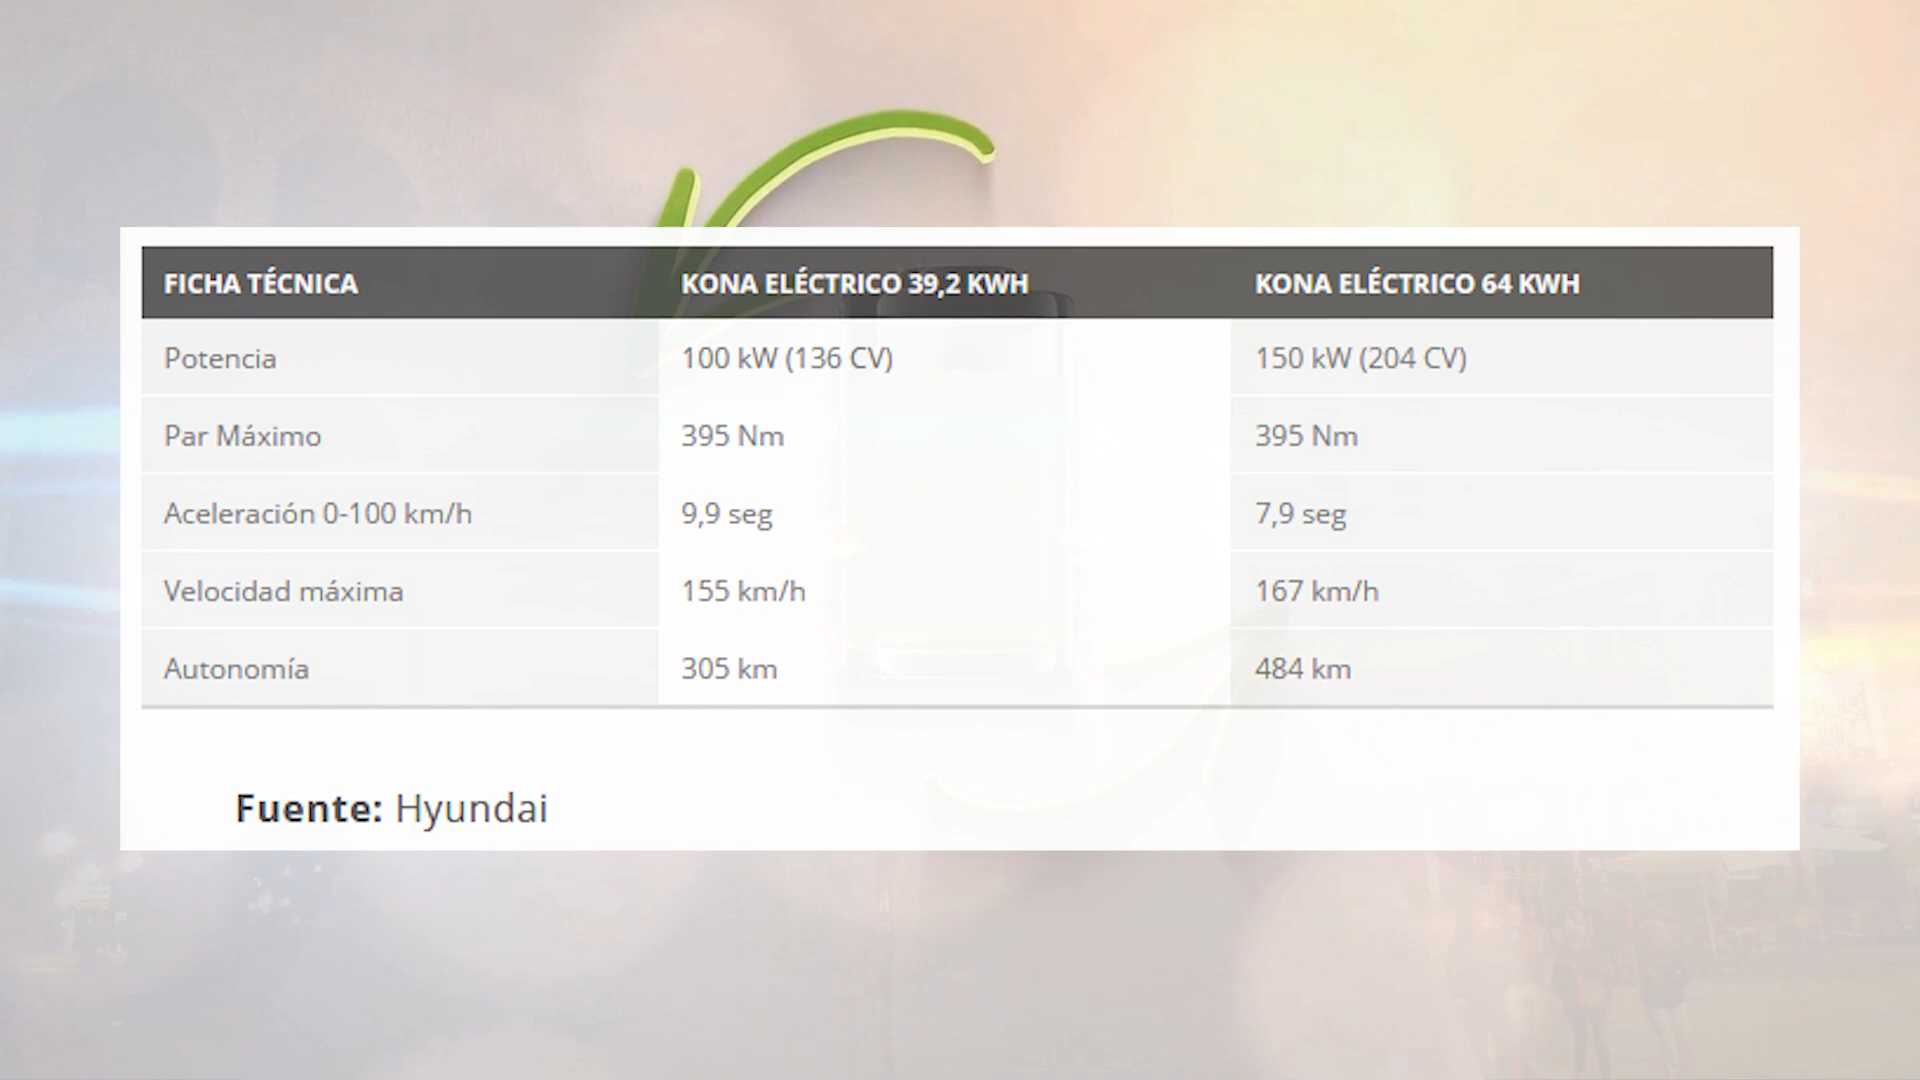 FICHA TÉCNICA KONA ELÉCTRICO 39,2 KWH KONA ELÉCTRICO 64 KWH
Potencia 100 kW (136 CV) 150 kW (204 CV)
Par Máximo 395 Nm 395 Nm
Aceleración 0-100 km/h 9,9 seg 7,9 seg
Velocidad máxima 155 km/h 167 km/h
Autonomía 305 km 484 km
Fuente: Hyundai